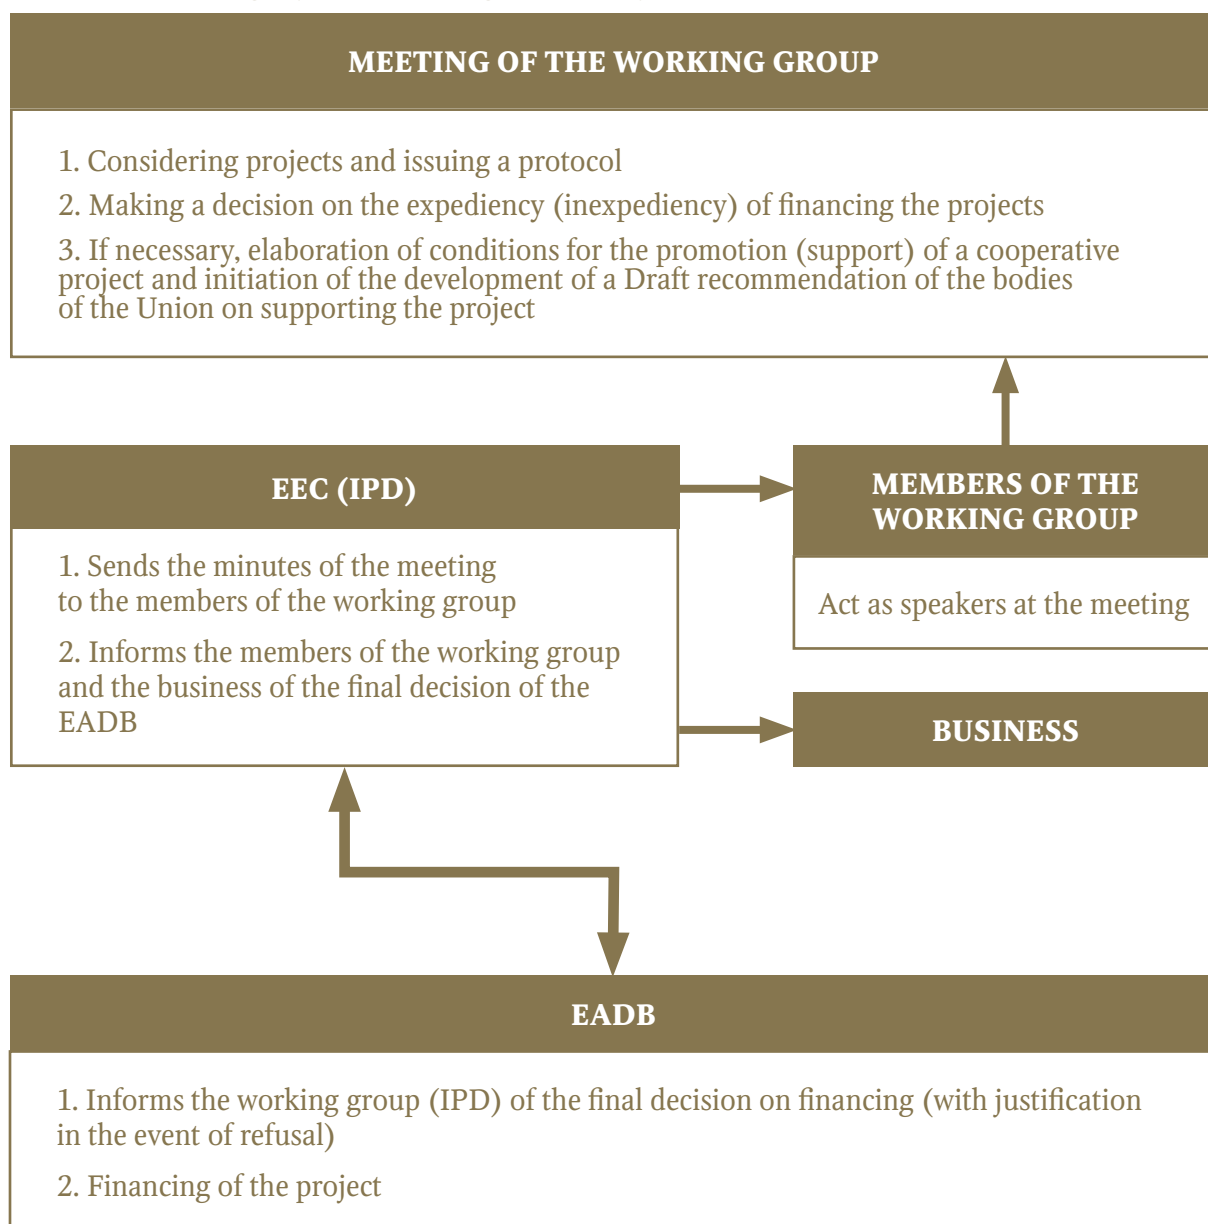 MEETING OF THE WORKING GROUP
1. Considering projects and issuing a protocol
2. Making a decision on the expediency (inexpediency) of financing the projects
3. If necessary, elaboration of conditions for the promotion (support) of a cooperative
project and initiation of the development of a Draft recommendation of the bodies
of the Union on supporting the project
EEC (IPD)
1. Sends the minutes of the meeting
to the members of the working group
2. Informs the members of the working group
and the business of the final decision of the
EADB
MEMBERS OF THE
WORKING GROUP
Act as speakers at the meeting
BUSINESS
EADB
1. Informs the working group (IPD) of the final decision on financing (with justification
in the event of refusal)
2. Financing of the project